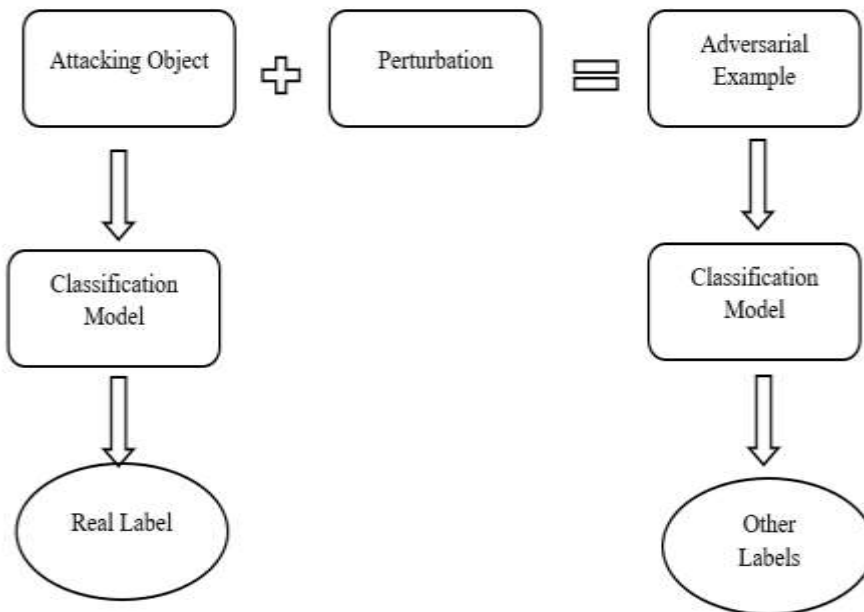 Attacking Object
Perturbation
Adversarial
Example
Classification
Model
Classification
Model
Real Label
Other
Labels